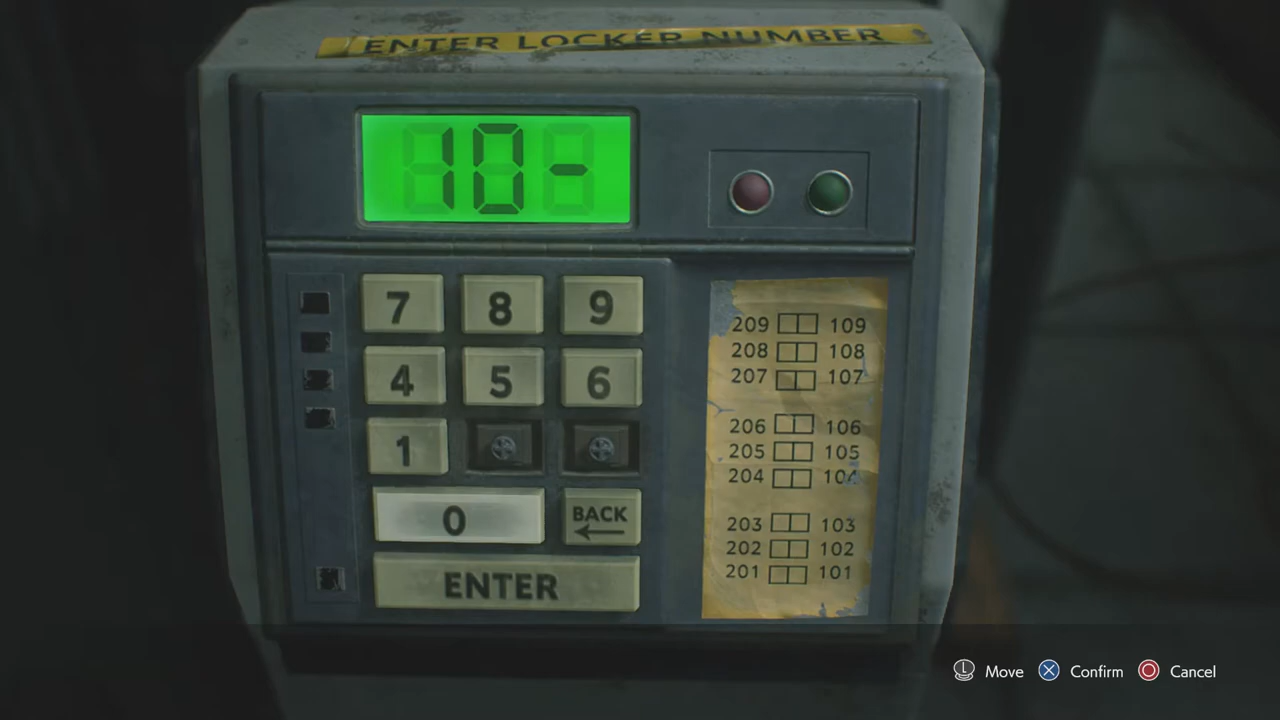 ENTER LOCKER NUMBER
10-
7 8 9
4 5 6
1
0 BACK
ENTER
209 109
208 108
207 107
206 106
205 105
204 104
203 103
202 102
201 101
Move Confirm Cancel